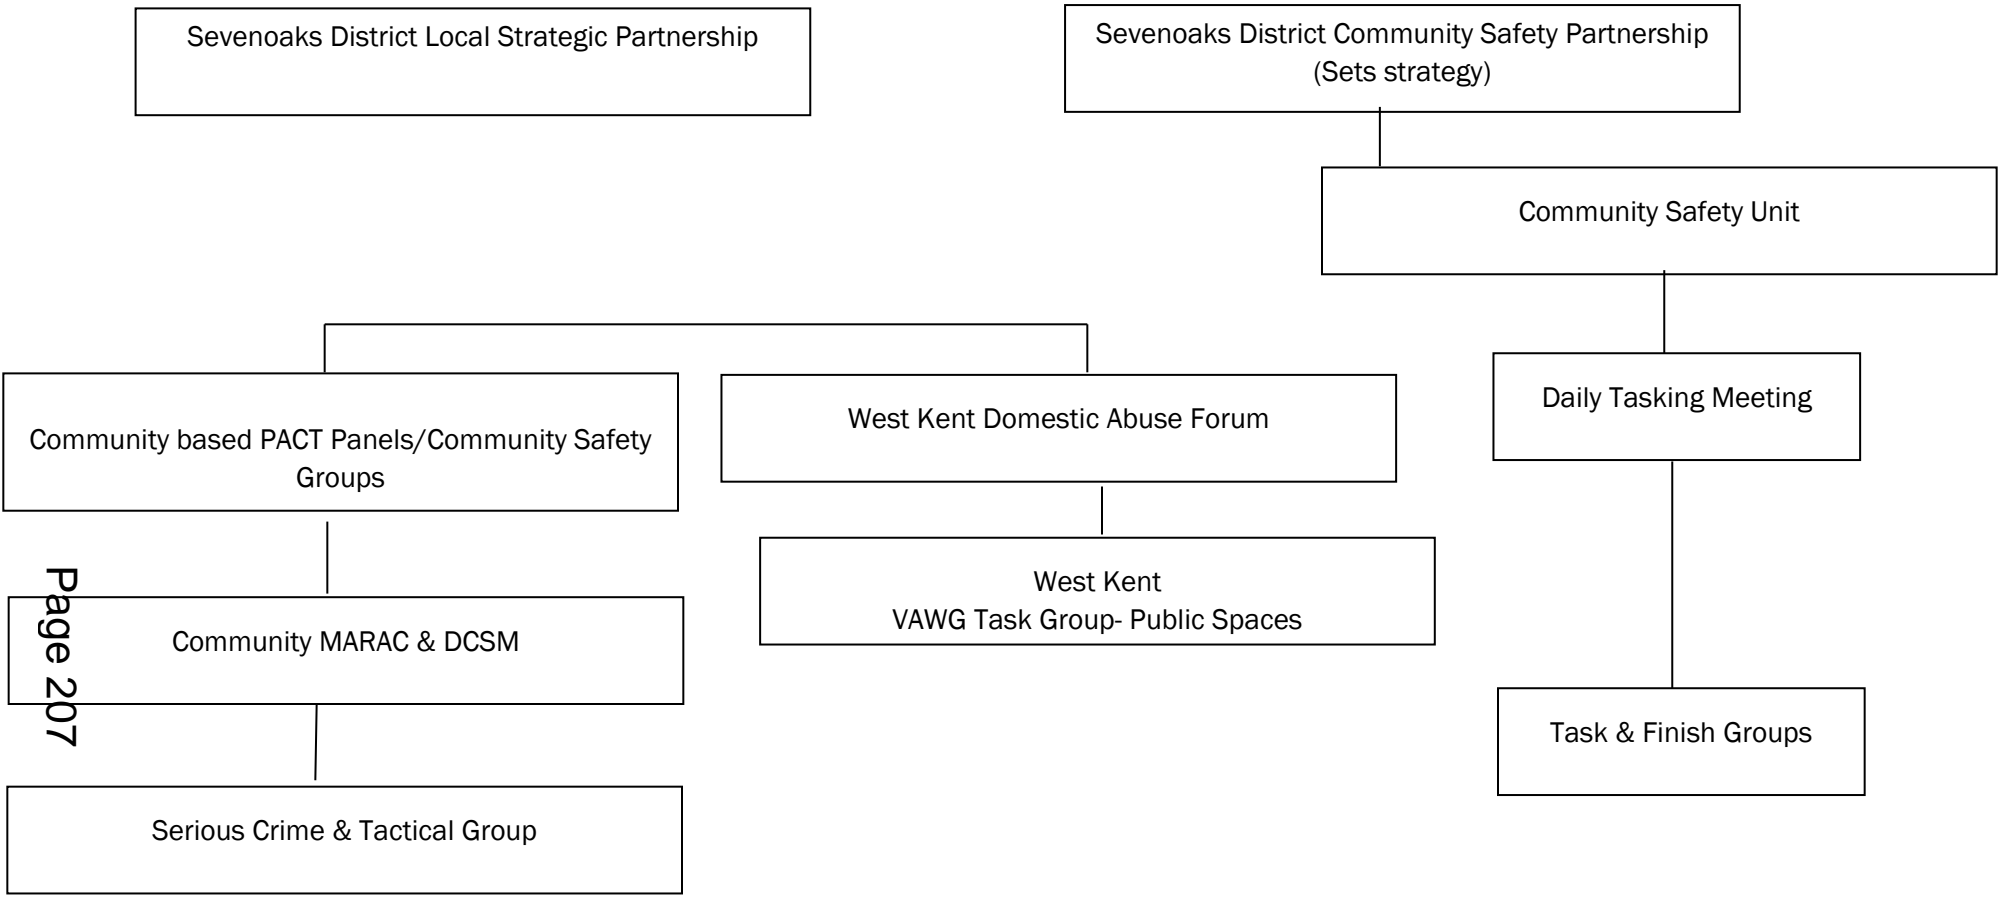 Sevenoaks District Local Strategic Partnership
Sevenoaks District Community Safety Partnership
(Sets strategy)
Community Safety Unit
Community based PACT Panels/Community Safety
Groups
West Kent Domestic Abuse Forum
Daily Tasking Meeting
West Kent
VAWG Task Group- Public Spaces
Community MARAC & DCSM
Page 207
Task & Finish Groups
Serious Crime & Tactical Group